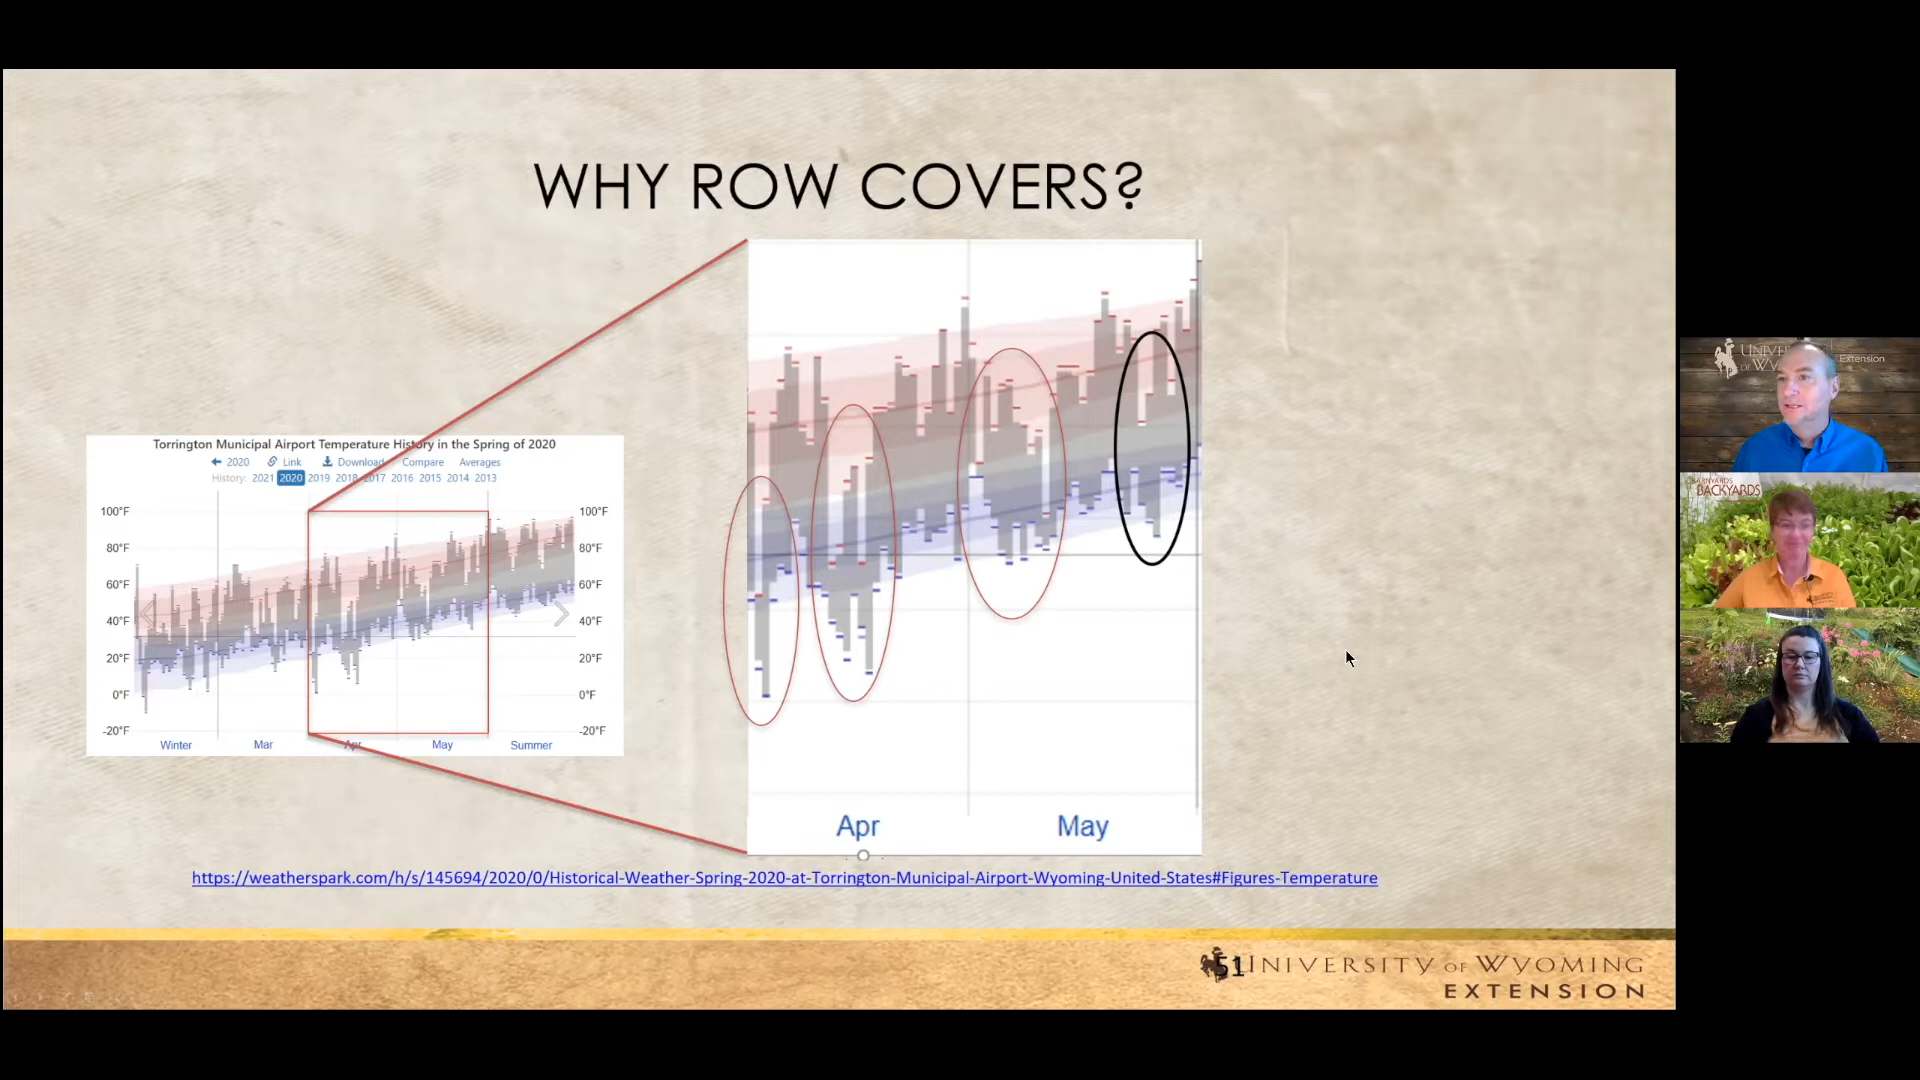 WHY ROW COVERS?
Torrington Municipal Airport Temperature History in the Spring of 2020
2020 Link Download Compare Averages
History: 2021 2020 2019 2018 2017 2016 2015 2014 2013
100°F 100°F
80°F 80°F
60°F 60°F
40°F 40°F
20°F 20°F
0°F 0°F
-20°F -20°F
Winter Mar Apr May Summer
Apr May
https://weatherspark.com/h/s/145694/2020/0/Historical-Weather-Spring-2020-at-Torrington-Municipal-Airport-Wyoming-United-States#Figures-Temperature
51
UNIVERSITY OF WYOMING
EXTENSION
Extension
BARNYARDS
BACKYARDS